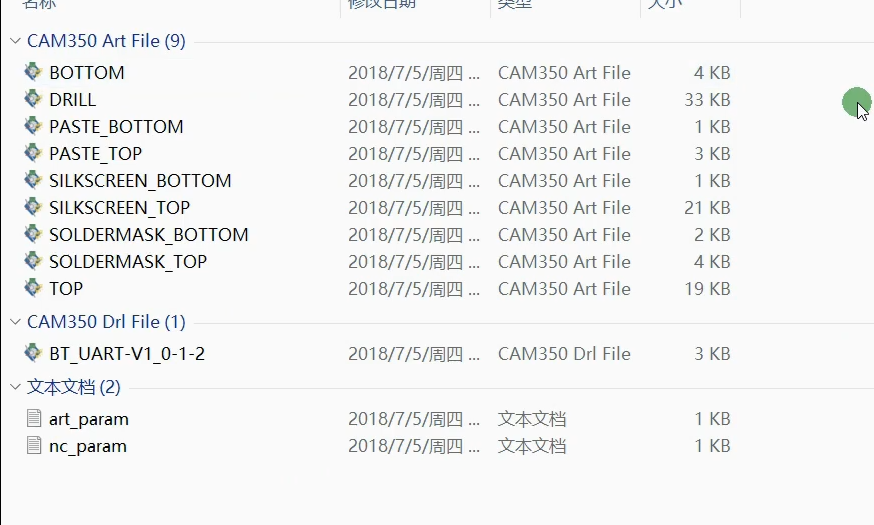 名称 修改日期 类型 大小
CAM350 Art File (9)
BOTTOM 2018/7/5/周四 ... CAM350 Art File 4 KB
DRILL 2018/7/5/周四 ... CAM350 Art File 33 KB
PASTE_BOTTOM 2018/7/5/周四 ... CAM350 Art File 1 KB
PASTE_TOP 2018/7/5/周四 ... CAM350 Art File 3 KB
SILKSCREEN_BOTTOM 2018/7/5/周四 ... CAM350 Art File 1 KB
SILKSCREEN_TOP 2018/7/5/周四 ... CAM350 Art File 21 KB
SOLDERMASK_BOTTOM 2018/7/5/周四 ... CAM350 Art File 2 KB
SOLDERMASK_TOP 2018/7/5/周四 ... CAM350 Art File 4 KB
TOP 2018/7/5/周四 ... CAM350 Art File 19 KB
CAM350 Drl File (1)
BT_UART-V1_0-1-2 2018/7/5/周四 ... CAM350 Drl File 3 KB
文本文档 (2)
art_param 2018/7/5/周四 ... 文本文档 1 KB
nc_param 2018/7/5/周四 ... 文本文档 1 KB